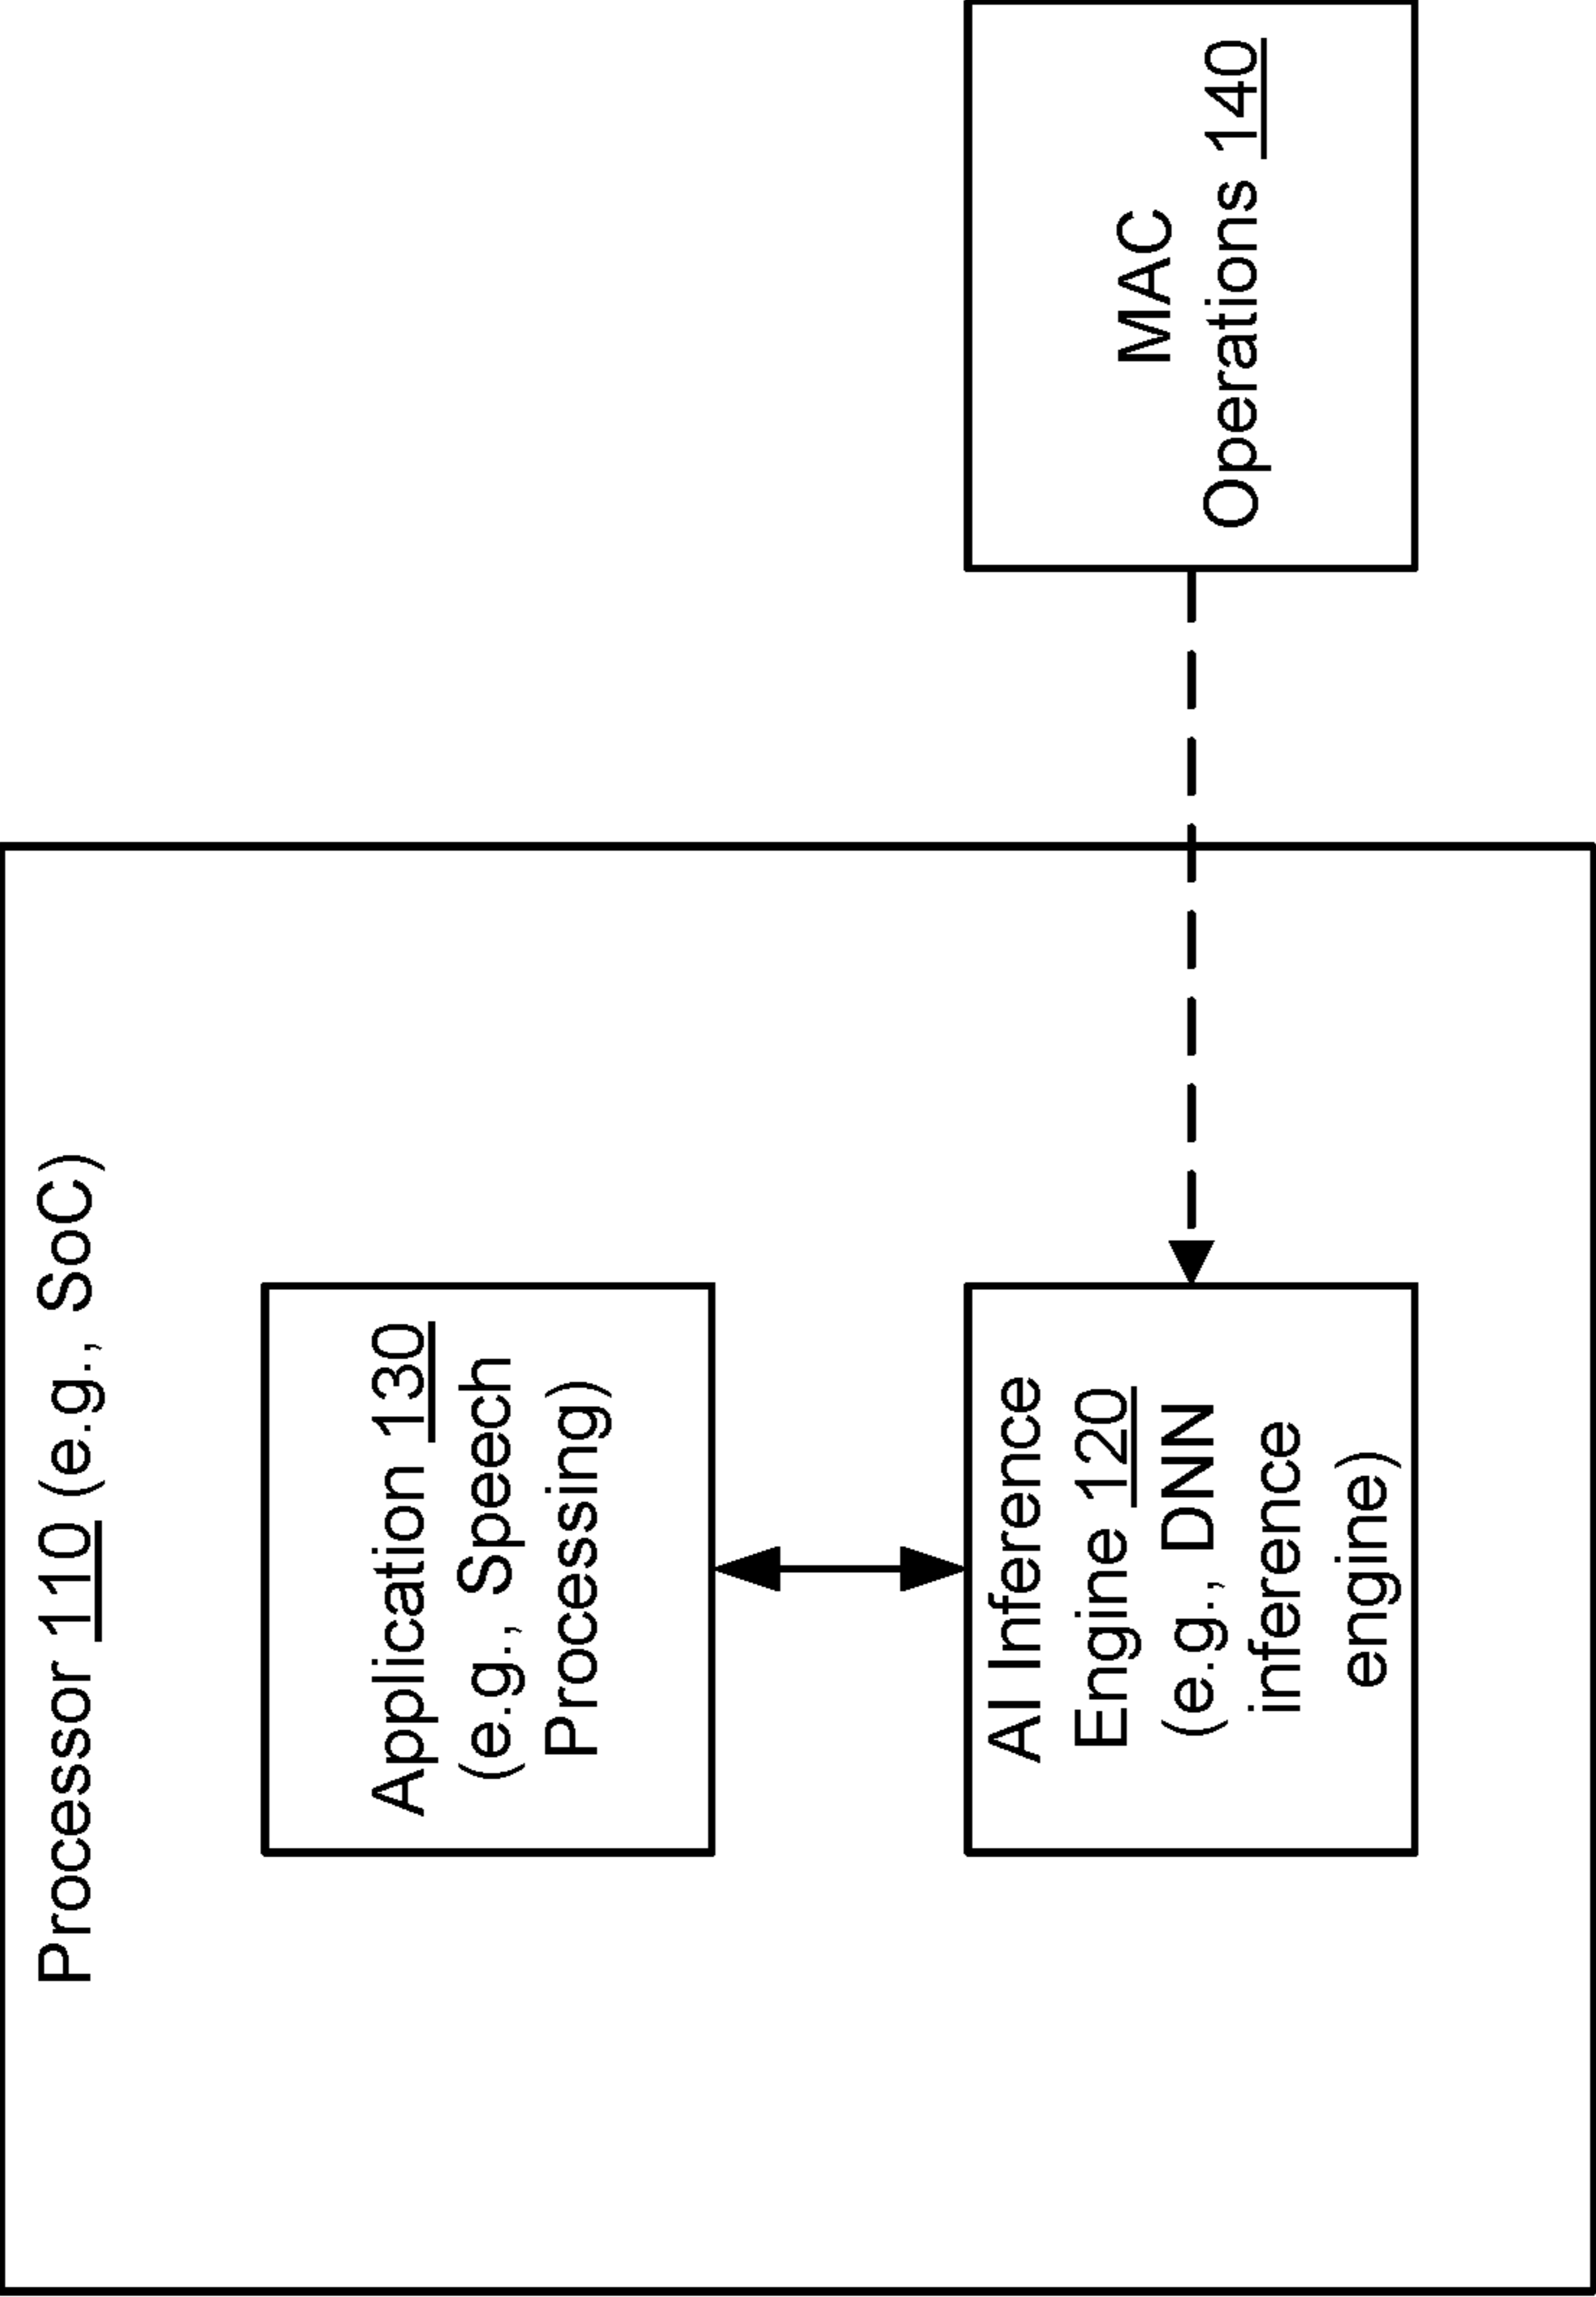 Processor 110 (e.g., SoC)
Application 130
(e.g., Speech
Processing)
AI Inference
Engine 120
(e.g., DNN
inference
engine)
MAC
Operations 140